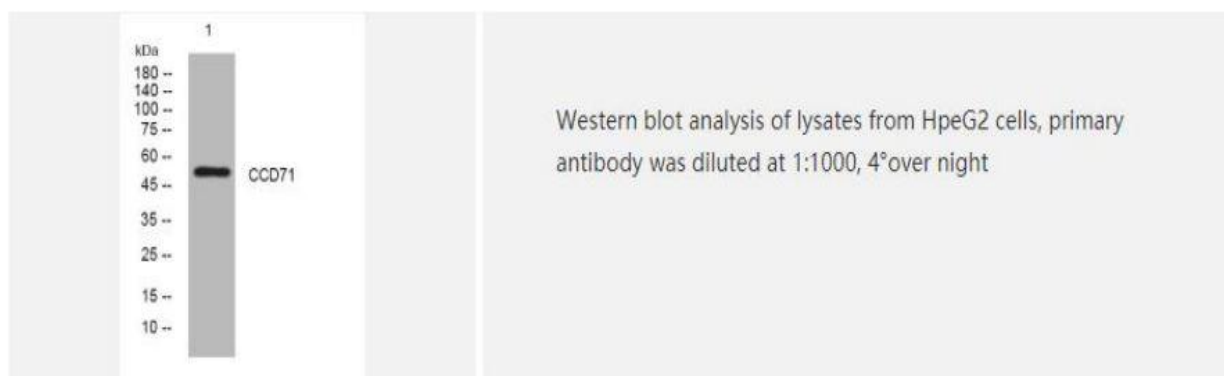 1
kDa
180 --
140 --
100 --
75 --
60 --
CCD71
45 --
35 --
25 --
15 --
10 --
Western blot analysis of lysates from HpeG2 cells, primary
antibody was diluted at 1:1000, 4°over night